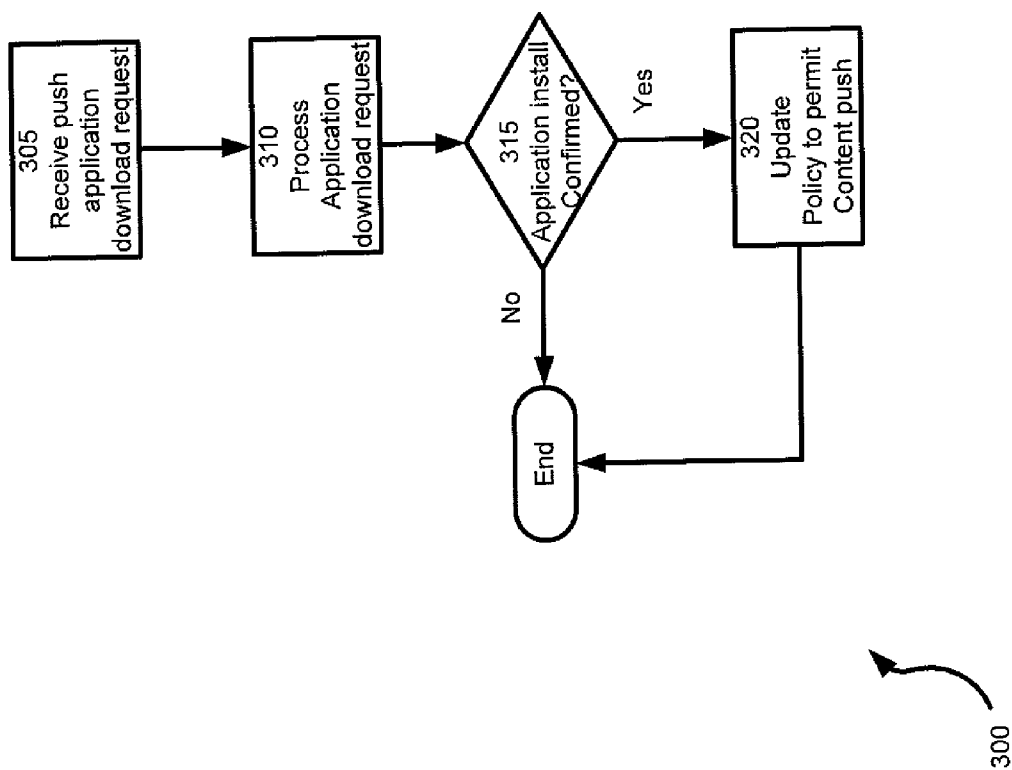 305
Receive push
application
download request
310
Process
Application
download request
315
Application install
Confirmed?
No
Yes
320
Update
Policy to permit
Content push
End
300